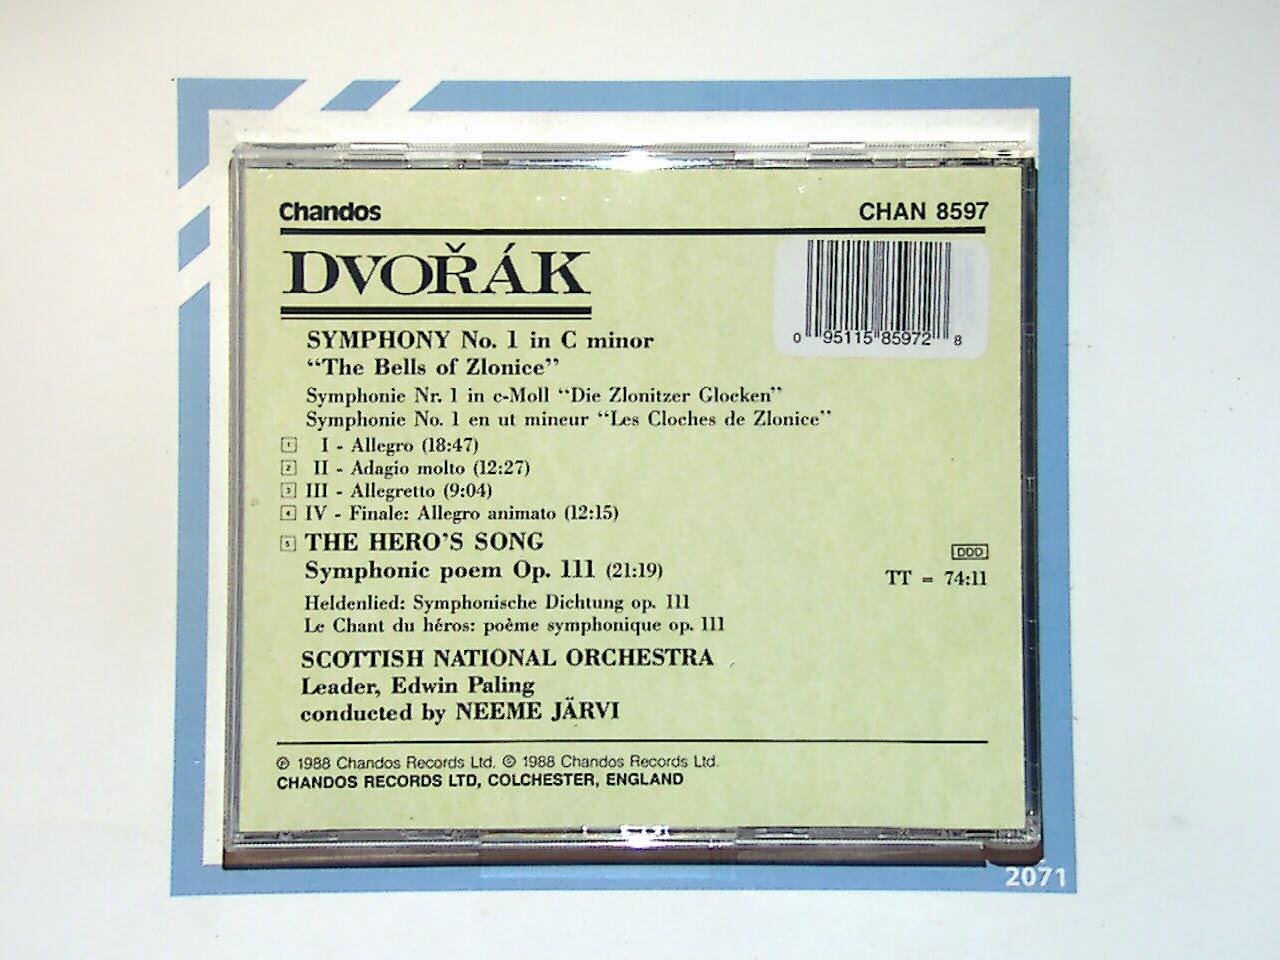 Chandos
CHAN 8597
DVOŘÁK
0 95115 85972 8
SYMPHONY No. 1 in C minor
“The Bells of Zlonice”
Symphonie Nr. 1 in c-Moll “Die Zlonitzer Glocken”
Symphonie No. 1 en ut mineur “Les Cloches de Zlonice”
1 I - Allegro (18:47)
2 II - Adagio molto (12:27)
3 III - Allegretto (9:04)
4 IV - Finale: Allegro animato (12:15)
5 THE HERO’S SONG
Symphonic poem Op. 111 (21:19)
DDD
TT = 74:11
Heldenlied: Symphonische Dichtung op. 111
Le Chant du héros: poème symphonique op. 111
SCOTTISH NATIONAL ORCHESTRA
Leader, Edwin Paling
conducted by NEEME JÄRVI
℗ 1988 Chandos Records Ltd. © 1988 Chandos Records Ltd.
CHANDOS RECORDS LTD, COLCHESTER, ENGLAND
2071